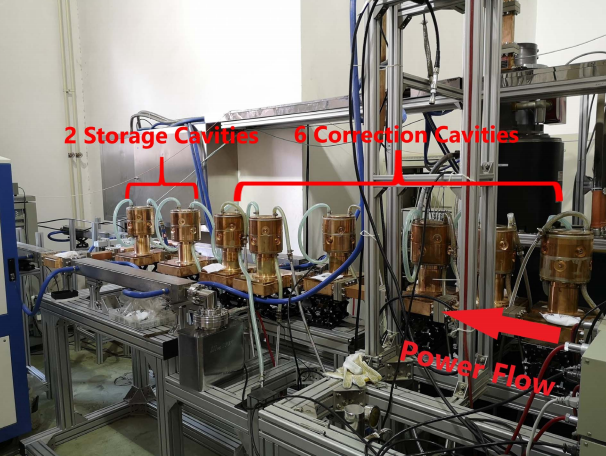 2 Storage Cavities
6 Correction Cavities
Power Flow